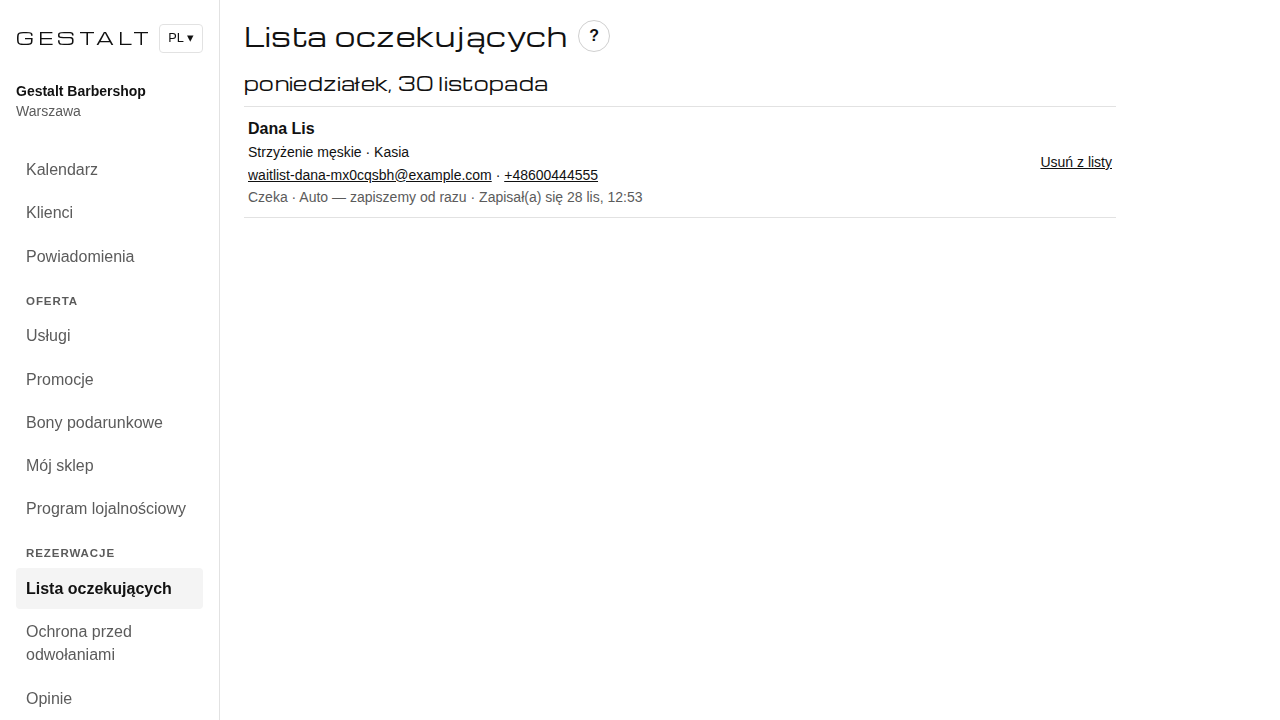 GESTALT
PL ▾
Gestalt Barbershop
Warszawa
Kalendarz
Klienci
Powiadomienia
OFERTA
Usługi
Promocje
Bony podarunkowe
Mój sklep
Program lojalnościowy
REZERWACJE
Lista oczekujących
Ochrona przed
odwołaniami
Opinie
Lista oczekujących ?
poniedziałek, 30 listopada
Dana Lis
Strzyżenie męskie · Kasia
waitlist-dana-mx0cqsbh@example.com · +48600444555
Czeka · Auto — zapiszemy od razu · Zapisał(a) się 28 lis, 12:53
Usuń z listy